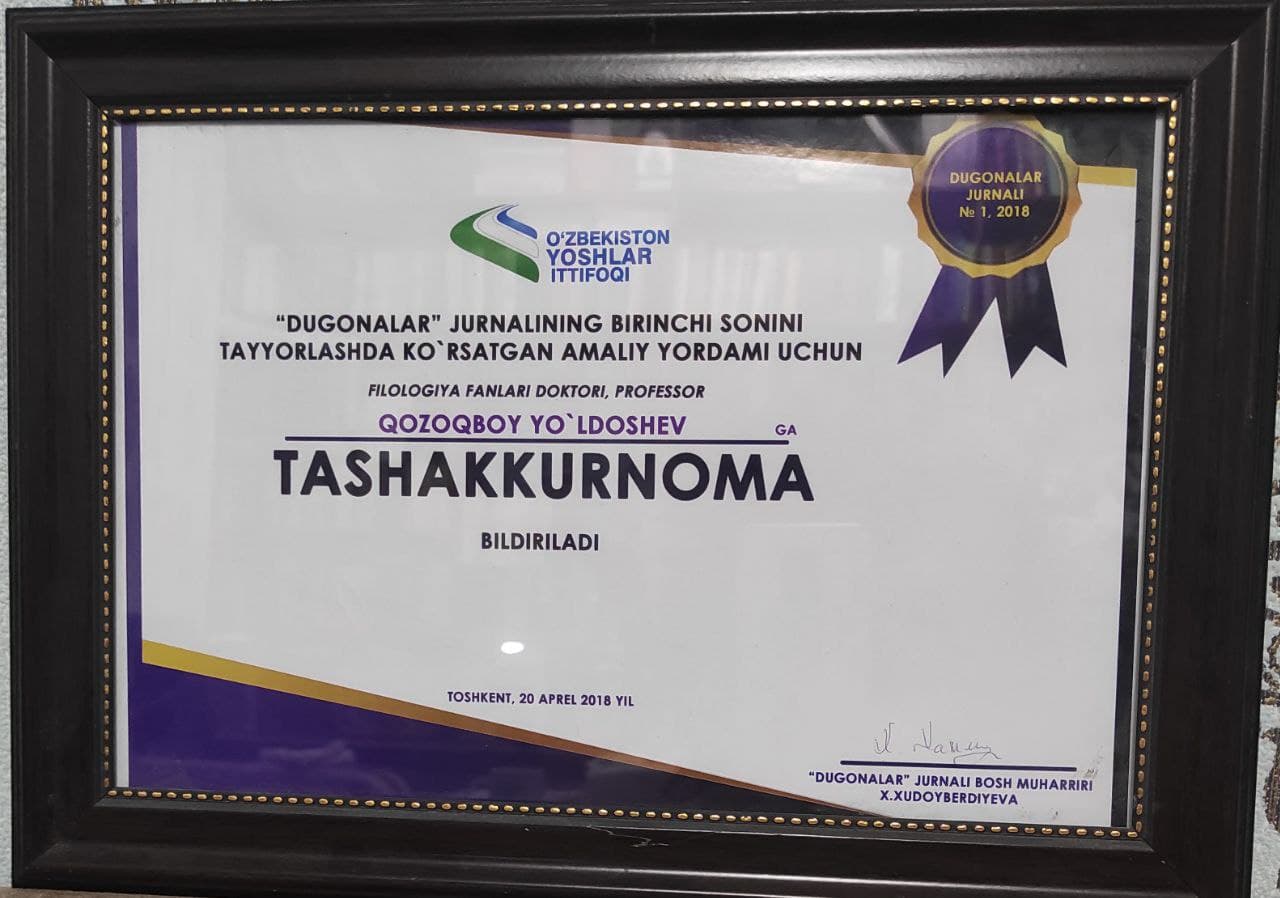 DUGONALAR
JURNALI
№ 1, 2018
O‘ZBEKISTON
YOSHLAR
ITTIFOQI
“DUGONALAR” JURNALINING BIRINCHI SONINI
TAYYORLASHDA KO`RSATGAN AMALIY YORDAMI UCHUN
FILOLOGIYA FANLARI DOKTORI, PROFESSOR
QOZOQBOY YO`LDOSHEV GA
TASHAKKURNOMA
BILDIRILADI
TOSHKENT, 20 APREL 2018 YIL
“DUGONALAR” JURNALI BOSH MUHARRIRI
X.XUDOYBERDIYEVA